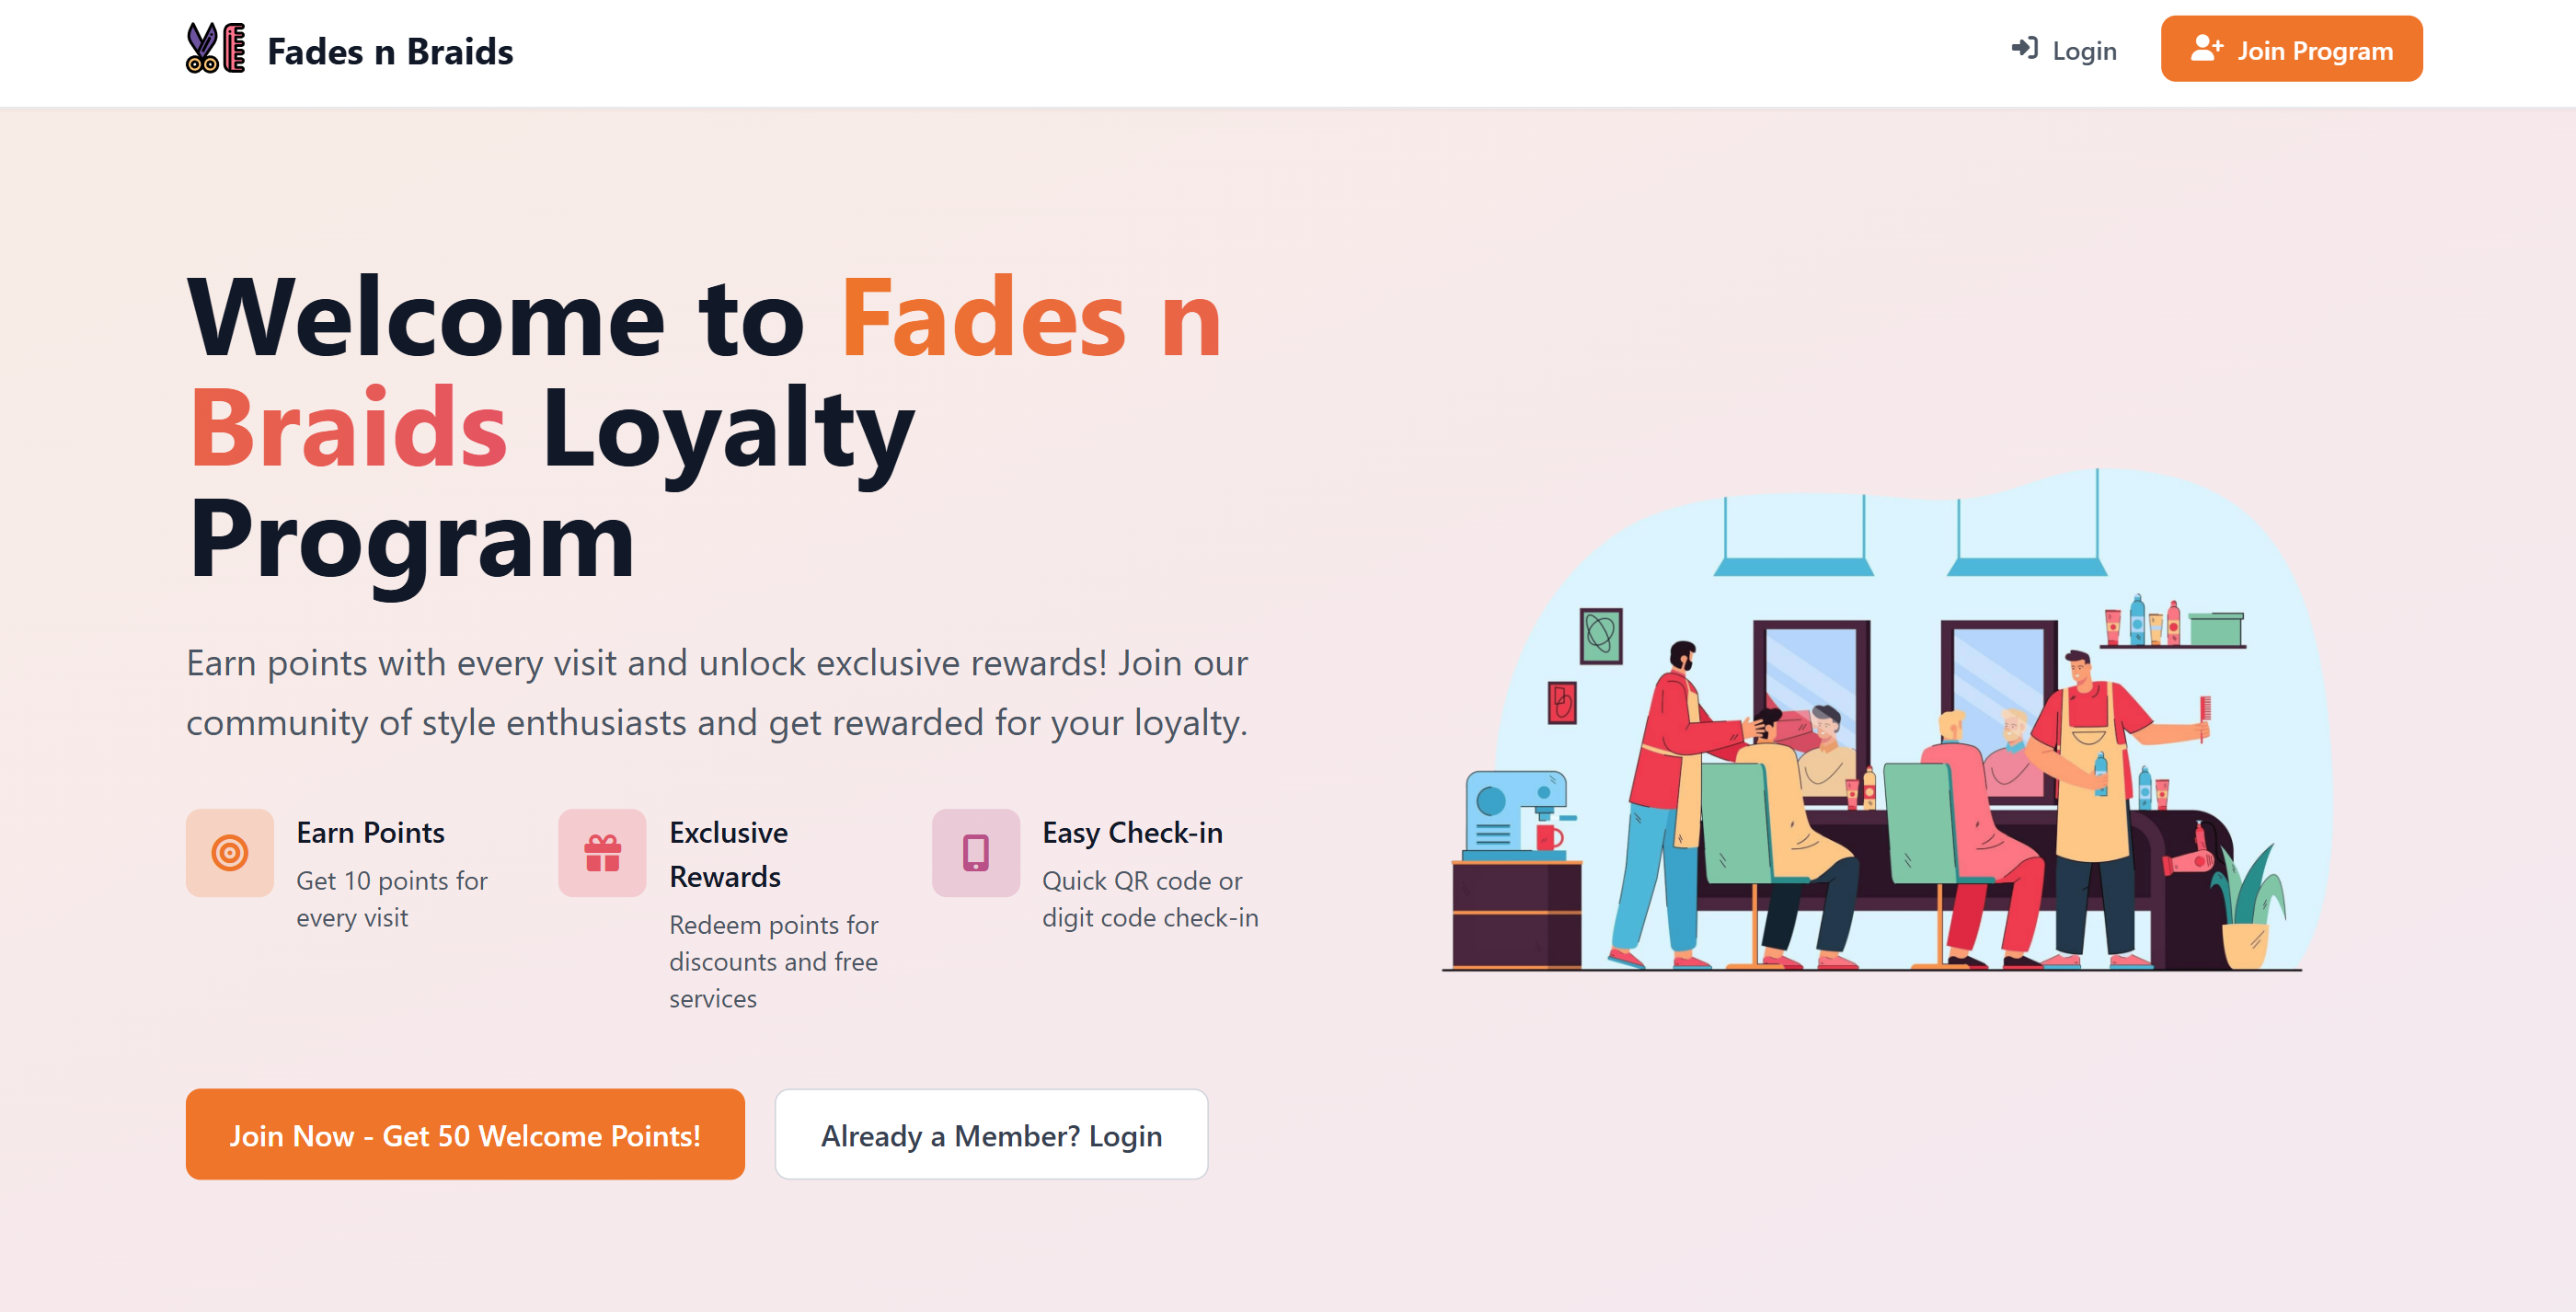 Fades n Braids
Login
Join Program
Welcome to Fades n
Braids Loyalty
Program
Earn points with every visit and unlock exclusive rewards! Join our
community of style enthusiasts and get rewarded for your loyalty.
Earn Points
Get 10 points for
every visit
Exclusive
Rewards
Redeem points for
discounts and free
services
Easy Check-in
Quick QR code or
digit code check-in
Join Now - Get 50 Welcome Points!
Already a Member? Login